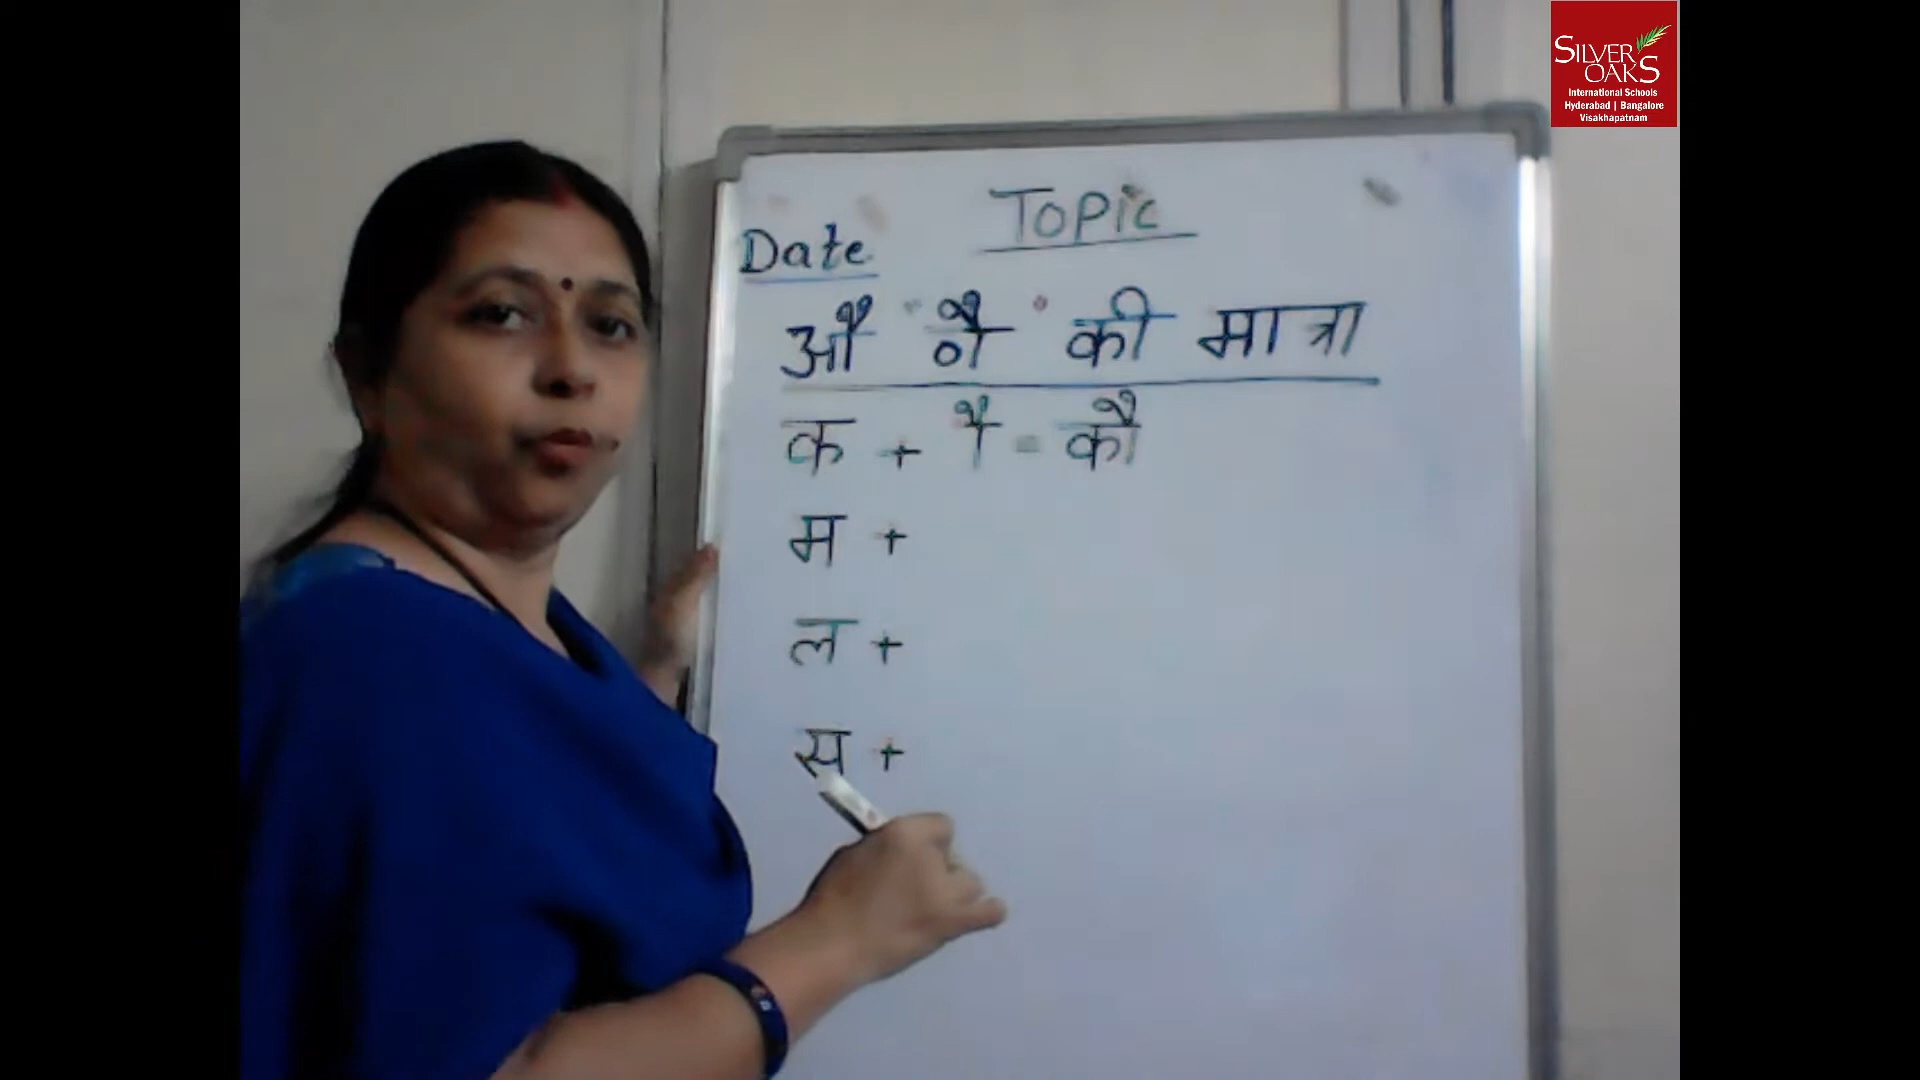 SILVER OAKS
International Schools
Hyderabad | Bangalore
Visakhapatnam
Topic
Date
औ ौ की मात्रा
क + ौ = कौ
म +
ल +
स +